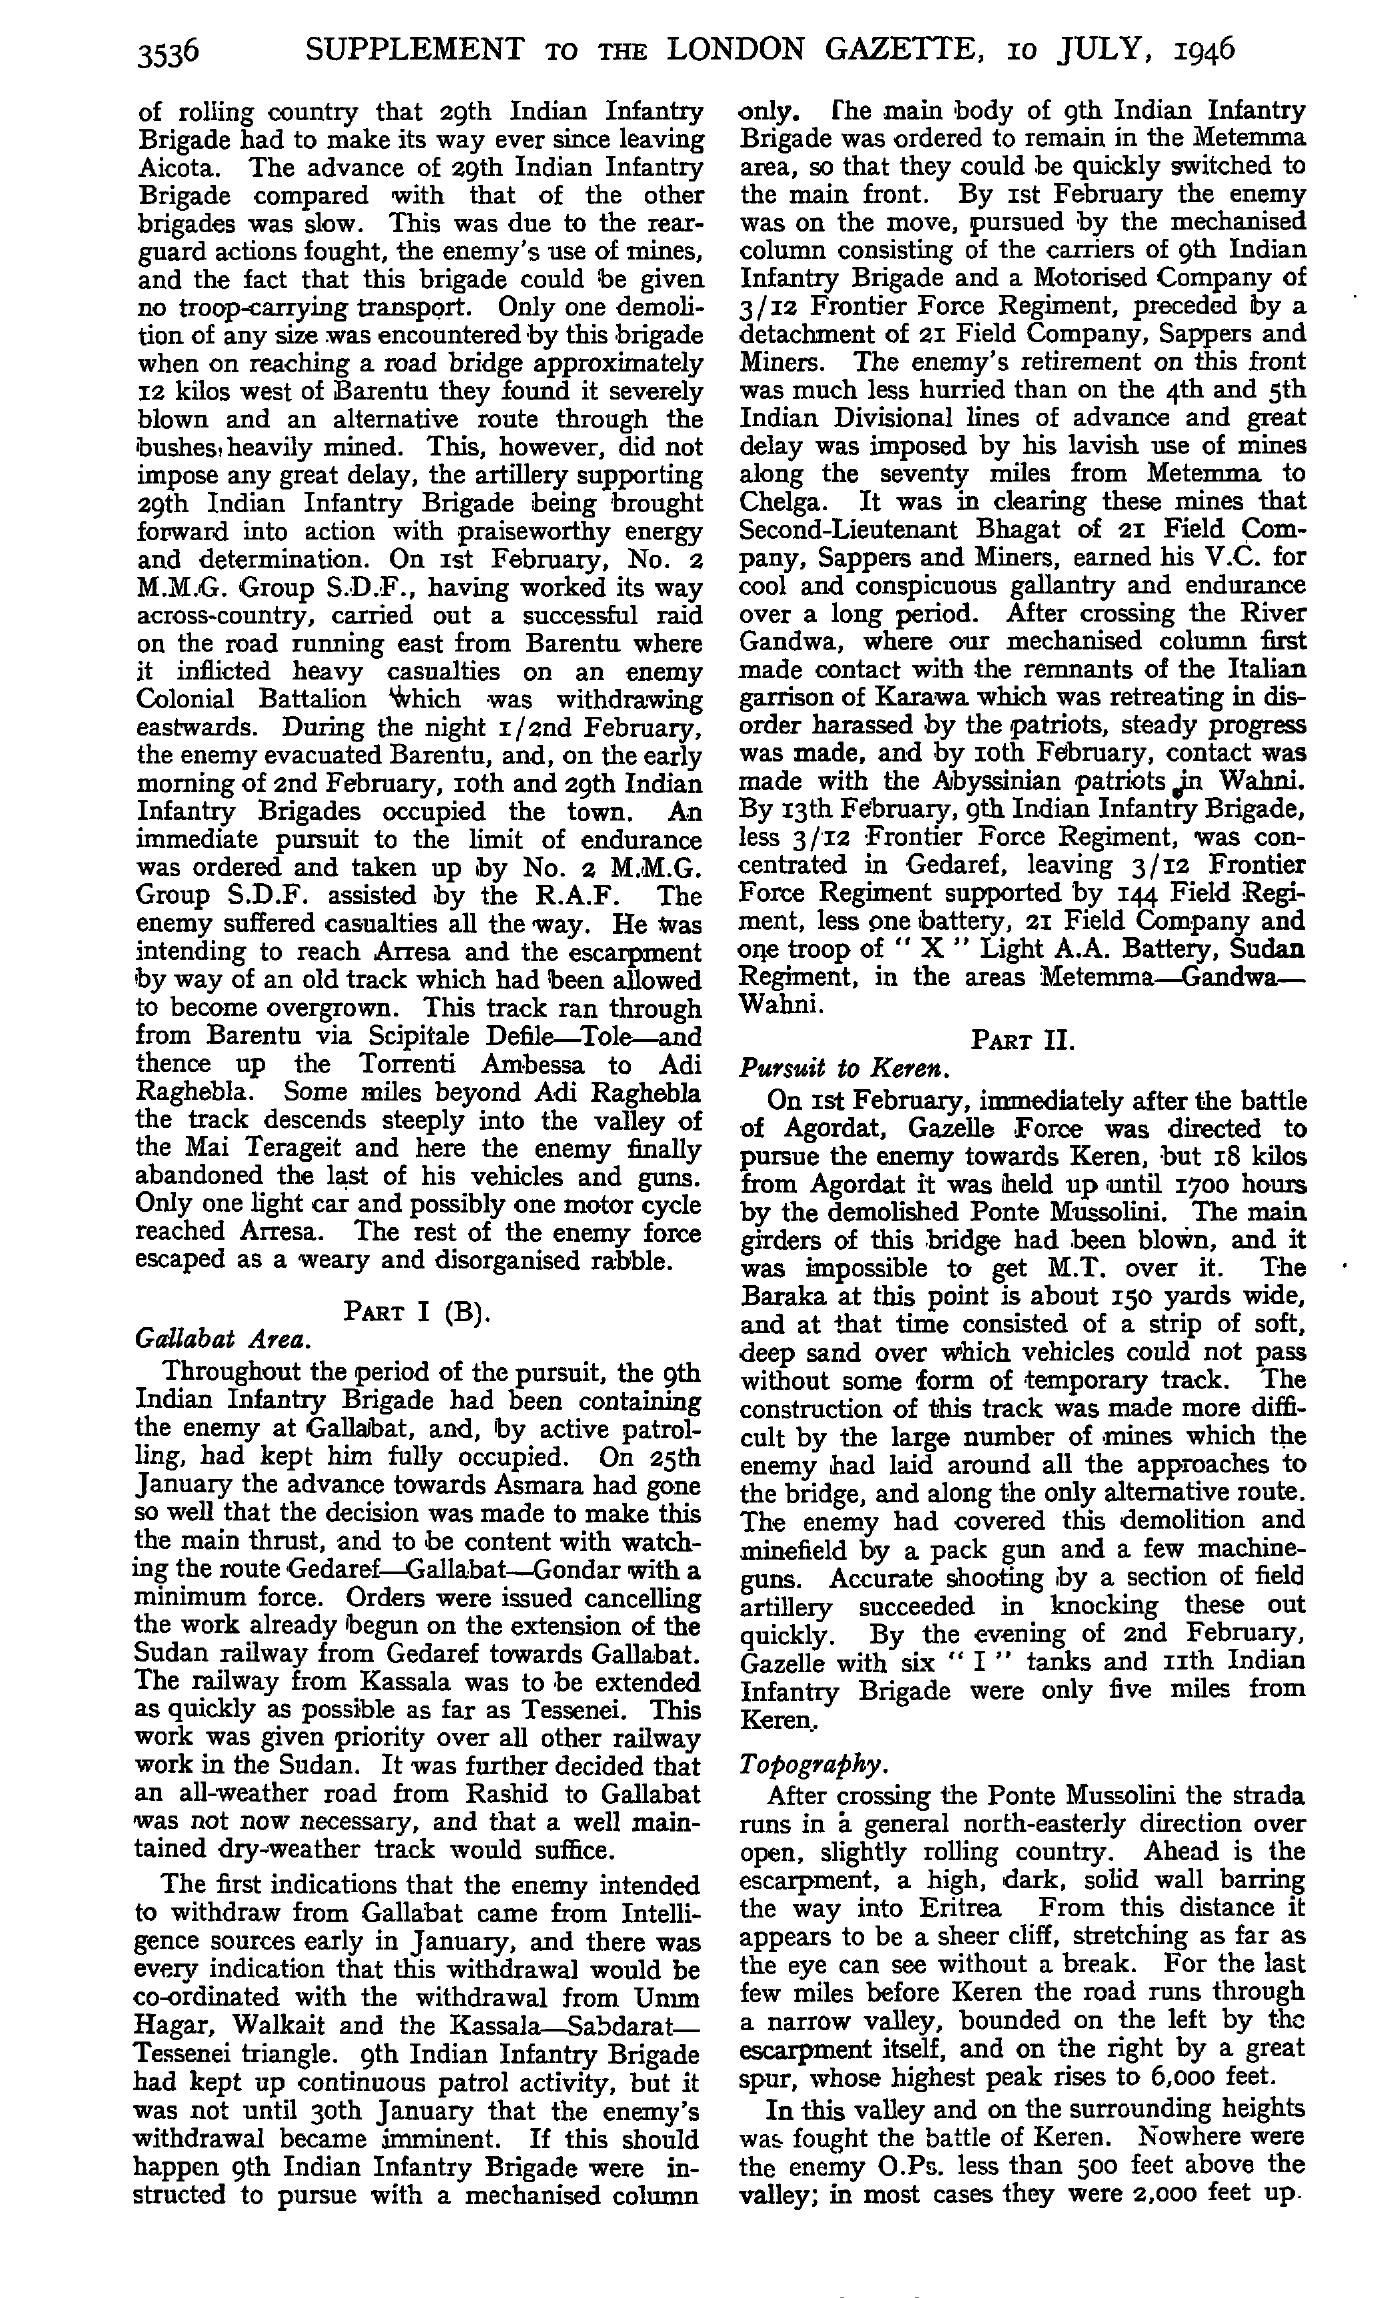 3536 SUPPLEMENT TO THE LONDON GAZETTE, 10 JULY, 1946
of rolling country that 29th Indian Infantry
Brigade had to make its way ever since leaving
Aicota. The advance of 29th Indian Infantry
Brigade compared with that of the other
brigades was slow. This was due to the rear-
guard actions fought, the enemy's use of mines,
and the fact that this brigade could be given
no troop-carrying transport. Only one demoli-
tion of any size was encountered by this brigade
when on reaching a road bridge approximately
12 kilos west of Barentu they found it severely
blown and an alternative route through the
bushes, heavily mined. This, however, did not
impose any great delay, the artillery supporting
29th Indian Infantry Brigade being brought
forward into action with praiseworthy energy
and determination. On 1st February, No. 2
M.M.G. Group S.D.F., having worked its way
across-country, carried out a successful raid
on the road running east from Barentu where
it inflicted heavy casualties on an enemy
Colonial Battalion which was withdrawing
eastwards. During the night 1/2nd February,
the enemy evacuated Barentu, and, on the early
morning of 2nd February, 10th and 29th Indian
Infantry Brigades occupied the town. An
immediate pursuit to the limit of endurance
was ordered and taken up by No. 2 M.M.G.
Group S.D.F. assisted by the R.A.F. The
enemy suffered casualties all the way. He was
intending to reach Arresa and the escarpment
by way of an old track which had been allowed
to become overgrown. This track ran through
from Barentu via Scipitale Defile—Tole—and
thence up the Torrenti Ambessa to Adi
Raghebla. Some miles beyond Adi Raghebla
the track descends steeply into the valley of
the Mai Terageit and here the enemy finally
abandoned the last of his vehicles and guns.
Only one light car and possibly one motor cycle
reached Arresa. The rest of the enemy force
escaped as a weary and disorganised rabble.
PART I (B).
Gallabat Area.
Throughout the period of the pursuit, the 9th
Indian Infantry Brigade had been containing
the enemy at Gallabat, and, by active patrol-
ling, had kept him fully occupied. On 25th
January the advance towards Asmara had gone
so well that the decision was made to make this
the main thrust, and to be content with watch-
ing the route Gedaref—Gallabat—Gondar with a
minimum force. Orders were issued cancelling
the work already begun on the extension of the
Sudan railway from Gedaref towards Gallabat.
The railway from Kassala was to be extended
as quickly as possible as far as Tessenei. This
work was given priority over all other railway
work in the Sudan. It was further decided that
an all-weather road from Rashid to Gallabat
was not now necessary, and that a well main-
tained dry-weather track would suffice.
The first indications that the enemy intended
to withdraw from Gallabat came from Intelli-
gence sources early in January, and there was
every indication that this withdrawal would be
co-ordinated with the withdrawal from Umm
Hagar, Walkait and the Kassala—Sabdarat—
Tessenei triangle. 9th Indian Infantry Brigade
had kept up continuous patrol activity, but it
was not until 30th January that the enemy's
withdrawal became imminent. If this should
happen 9th Indian Infantry Brigade were in-
structed to pursue with a mechanised column
only. The main body of 9th Indian Infantry
Brigade was ordered to remain in the Metemma
area, so that they could be quickly switched to
the main front. By 1st February the enemy
was on the move, pursued by the mechanised
column consisting of the carriers of 9th Indian
Infantry Brigade and a Motorised Company of
3/12 Frontier Force Regiment, preceded by a
detachment of 21 Field Company, Sappers and
Miners. The enemy's retirement on this front
was much less hurried than on the 4th and 5th
Indian Divisional lines of advance and great
delay was imposed by his lavish use of mines
along the seventy miles from Metemma to
Chelga. It was in clearing these mines that
Second-Lieutenant Bhagat of 21 Field Com-
pany, Sappers and Miners, earned his V.C. for
cool and conspicuous gallantry and endurance
over a long period. After crossing the River
Gandwa, where our mechanised column first
made contact with the remnants of the Italian
garrison of Karawa which was retreating in dis-
order harassed by the patriots, steady progress
was made, and by 10th February, contact was
made with the Abyssinian patriots in Wahni.
By 13th February, 9th Indian Infantry Brigade,
less 3/12 Frontier Force Regiment, was con-
centrated in Gedaref, leaving 3/12 Frontier
Force Regiment supported by 144 Field Regi-
ment, less one battery, 21 Field Company and
one troop of " X " Light A.A. Battery, Sudan
Regiment, in the areas Metemma—Gandwa—
Wahni.
PART II.
Pursuit to Keren.
On 1st February, immediately after the battle
of Agordat, Gazelle Force was directed to
pursue the enemy towards Keren, but 18 kilos
from Agordat it was held up until 1700 hours
by the demolished Ponte Mussolini. The main
girders of this bridge had been blown, and it
was impossible to get M.T. over it. The
Baraka at this point is about 150 yards wide,
and at that time consisted of a strip of soft,
deep sand over which vehicles could not pass
without some form of temporary track. The
construction of this track was made more diffi-
cult by the large number of mines which the
enemy had laid around all the approaches to
the bridge, and along the only alternative route.
The enemy had covered this demolition and
minefield by a pack gun and a few machine-
guns. Accurate shooting by a section of field
artillery succeeded in knocking these out
quickly. By the evening of 2nd February,
Gazelle with six " I " tanks and 11th Indian
Infantry Brigade were only five miles from
Keren.
Topography.
After crossing the Ponte Mussolini the strada
runs in a general north-easterly direction over
open, slightly rolling country. Ahead is the
escarpment, a high, dark, solid wall barring
the way into Eritrea From this distance it
appears to be a sheer cliff, stretching as far as
the eye can see without a break. For the last
few miles before Keren the road runs through
a narrow valley, bounded on the left by the
escarpment itself, and on the right by a great
spur, whose highest peak rises to 6,000 feet.
In this valley and on the surrounding heights
was fought the battle of Keren. Nowhere were
the enemy O.Ps. less than 500 feet above the
valley; in most cases they were 2,000 feet up.